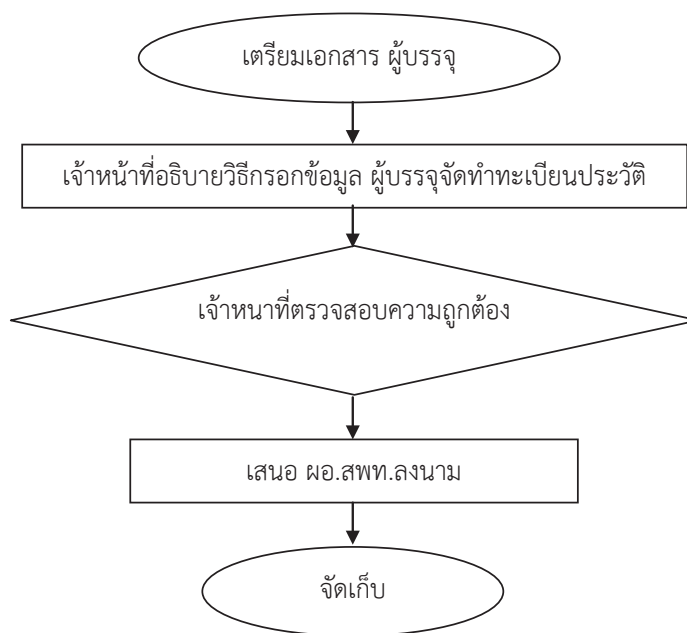 เตรียมเอกสาร ผู้บรรจุ
เจ้าหน้าที่อธิบายวิธีกรอกข้อมูล ผู้บรรจุจัดทำทะเบียนประวัติ
เจ้าหนาที่ตรวจสอบความถูกต้อง
เสนอ ผอ.สพท.ลงนาม
จัดเก็บ